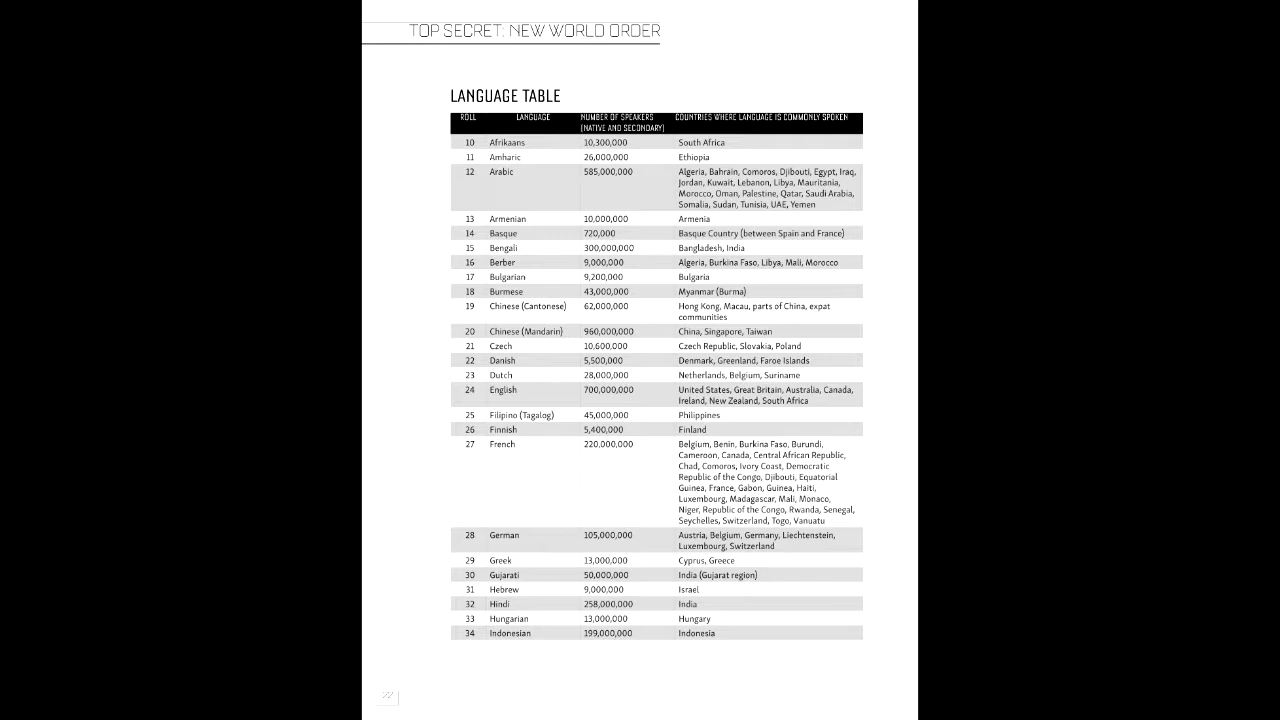 TOP SECRET: NEW WORLD ORDER
LANGUAGE TABLE
ROLL LANGUAGE NUMBER OF SPEAKERS (NATIVE AND SECONDARY) COUNTRIES WHERE LANGUAGE IS COMMONLY SPOKEN
10 Afrikaans 10,300,000 South Africa
11 Amharic 26,000,000 Ethiopia
12 Arabic 585,000,000 Algeria, Bahrain, Comoros, Djibouti, Egypt, Iraq,
Jordan, Kuwait, Lebanon, Libya, Mauritania,
Morocco, Oman, Palestine, Qatar, Saudi Arabia,
Somalia, Sudan, Tunisia, UAE, Yemen
13 Armenian 10,000,000 Armenia
14 Basque 720,000 Basque Country (between Spain and France)
15 Bengali 300,000,000 Bangladesh, India
16 Berber 9,000,000 Algeria, Burkina Faso, Libya, Mali, Morocco
17 Bulgarian 9,200,000 Bulgaria
18 Burmese 43,000,000 Myanmar (Burma)
19 Chinese (Cantonese) 62,000,000 Hong Kong, Macau, parts of China, expat
communities
20 Chinese (Mandarin) 960,000,000 China, Singapore, Taiwan
21 Czech 10,600,000 Czech Republic, Slovakia, Poland
22 Danish 5,500,000 Denmark, Greenland, Faroe Islands
23 Dutch 28,000,000 Netherlands, Belgium, Suriname
24 English 700,000,000 United States, Great Britain, Australia, Canada,
Ireland, New Zealand, South Africa
25 Filipino (Tagalog) 45,000,000 Philippines
26 Finnish 5,400,000 Finland
27 French 220,000,000 Belgium, Benin, Burkina Faso, Burundi,
Cameroon, Canada, Central African Republic,
Chad, Comoros, Ivory Coast, Democratic
Republic of the Congo, Djibouti, Equatorial
Guinea, France, Gabon, Guinea, Haiti,
Luxembourg, Madagascar, Mali, Monaco,
Niger, Republic of the Congo, Rwanda, Senegal,
Seychelles, Switzerland, Togo, Vanuatu
28 German 105,000,000 Austria, Belgium, Germany, Liechtenstein,
Luxembourg, Switzerland
29 Greek 13,000,000 Cyprus, Greece
30 Gujarati 50,000,000 India (Gujarat region)
31 Hebrew 9,000,000 Israel
32 Hindi 258,000,000 India
33 Hungarian 13,000,000 Hungary
34 Indonesian 199,000,000 Indonesia
22